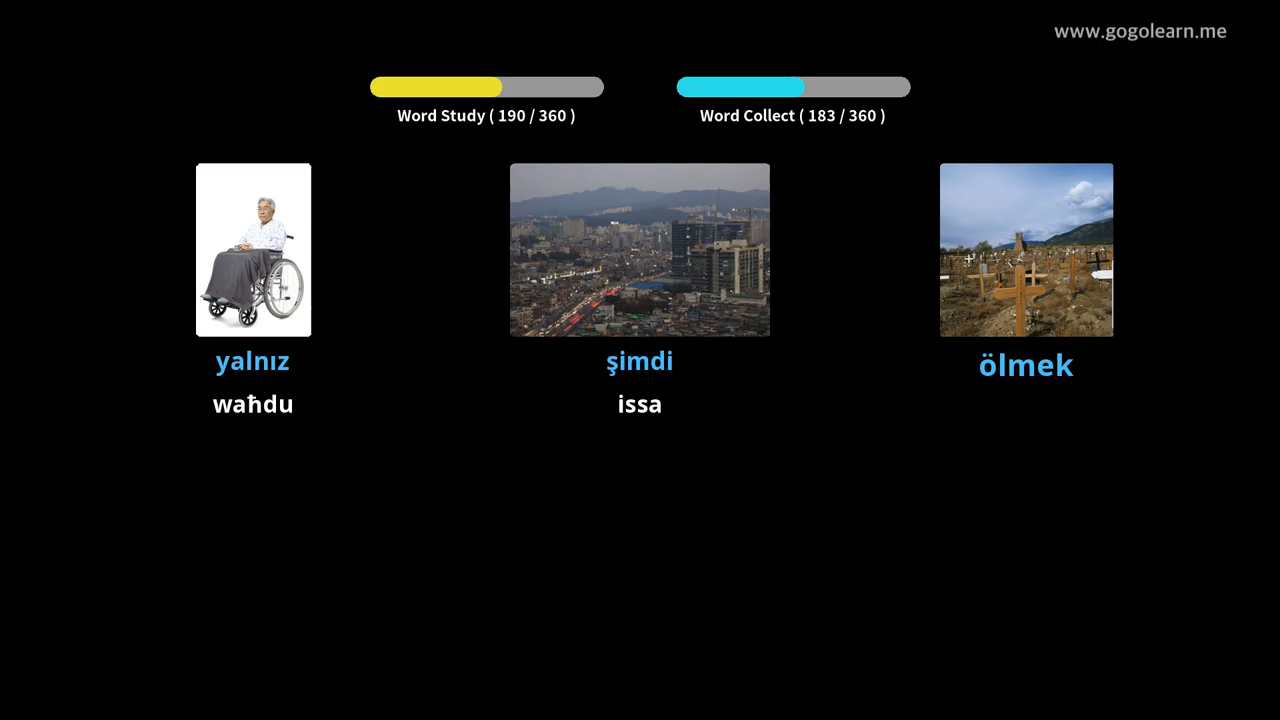 www.gogolearn.me
Word Study ( 190 / 360 )
Word Collect ( 183 / 360 )
yalnız
şimdi
ölmek
waħdu
issa